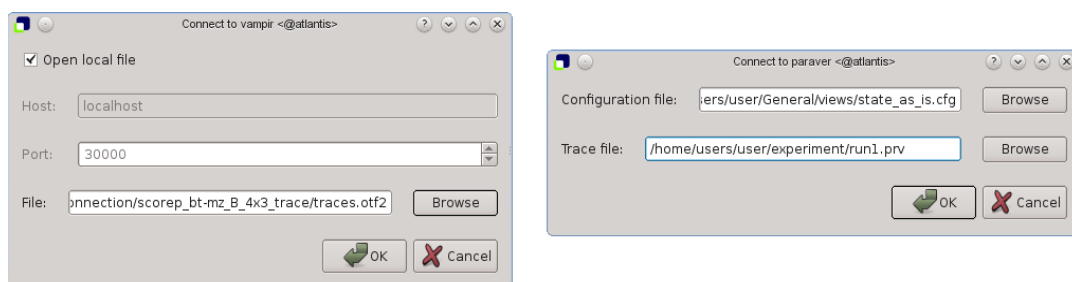 Connect to vampir <@atlantis>
Open local file
Host: localhost
Port: 30000
File: onnection/scorep_bt-mz_B_4x3_trace/traces.otf2 Browse
OK Cancel
Connect to paraver <@atlantis>
Configuration file: sers/user/General/views/state_as_is.cfg Browse
Trace file: /home/users/user/experiment/run1.prv Browse
OK Cancel